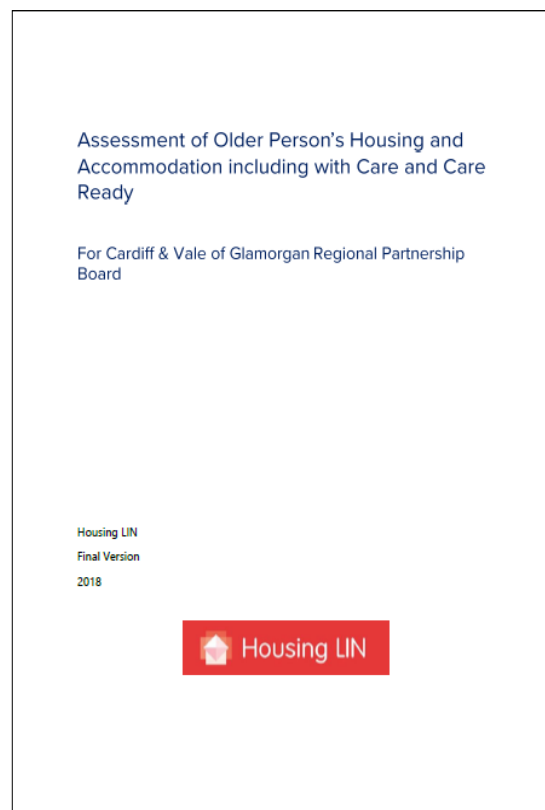 Assessment of Older Person's Housing and
Accommodation including with Care and Care
Ready
For Cardiff & Vale of Glamorgan Regional Partnership
Board
Housing LIN
Final Version
2018
Housing LIN